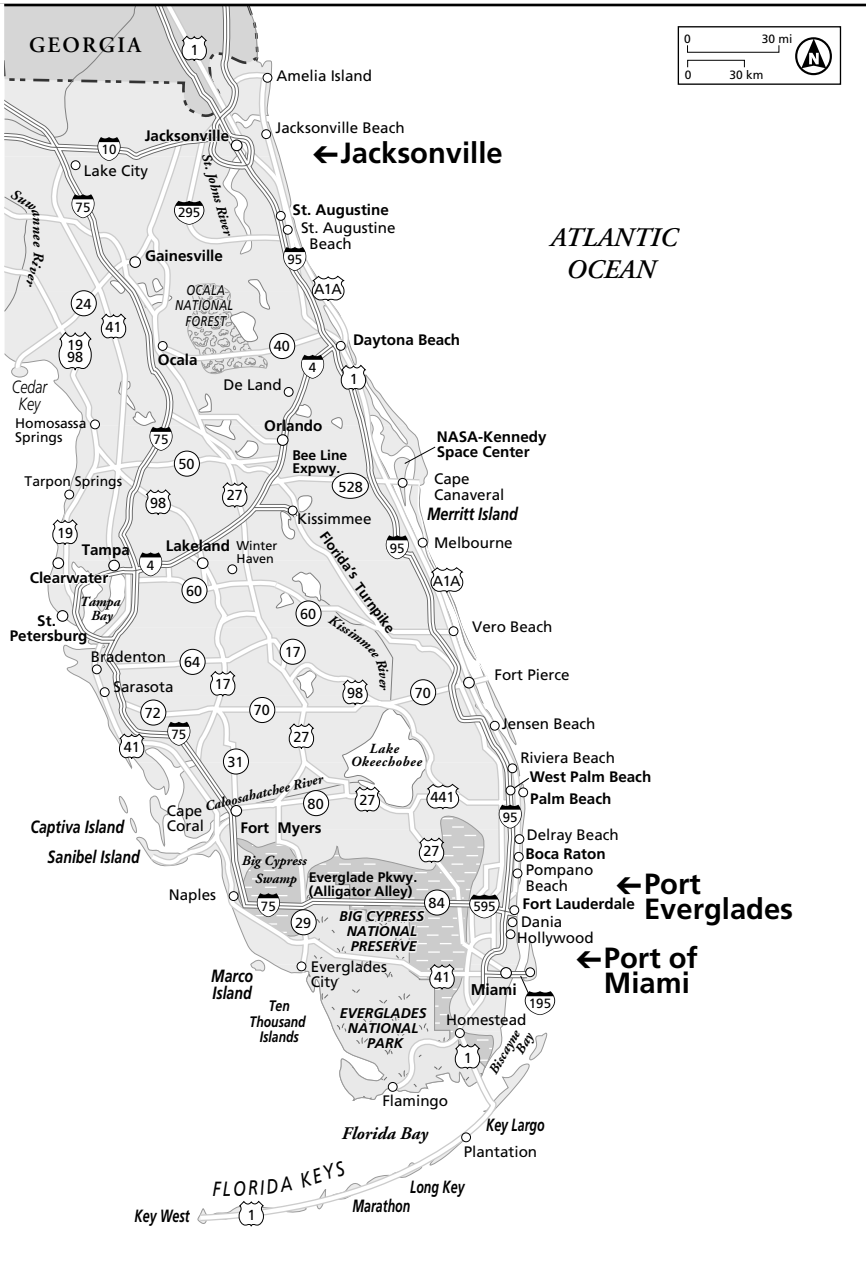 GEORGIA
1
0 30 mi
0 30 km
N
Amelia Island
Jacksonville Beach
Jacksonville
←Jacksonville
10
Lake City
St. Johns River
75
295
Suwannee River
St. Augustine
St. Augustine
Beach
95
ATLANTIC
OCEAN
Gainesville
A1A
OCALA
NATIONAL
FOREST
24
41
19
98
40
Daytona Beach
Ocala
4
1
De Land
Cedar
Key
Homosassa
Springs
75
Orlando
NASA-Kennedy
Space Center
Bee Line
Expwy.
50
528
Cape
Canaveral
Tarpon Springs
98
27
Merritt Island
Kissimmee
19
Florida's Turnpike
95
Melbourne
Tampa
4
Lakeland
Winter
Haven
Clearwater
A1A
60
Tampa
Bay
60
St.
Petersburg
Kissimmee River
Vero Beach
Bradenton
64
17
Sarasota
17
98
70
Fort Pierce
72
70
75
41
27
Jensen Beach
Lake
Okeechobee
31
Riviera Beach
West Palm Beach
Palm Beach
Caloosahatchee River
80
27
441
95
Cape
Coral
Captiva Island
Fort Myers
Delray Beach
Sanibel Island
27
Boca Raton
Big Cypress
Swamp
Everglade Pkwy.
(Alligator Alley)
Pompano
Beach
←Port
Everglades
Naples
75
84
595
Fort Lauderdale
29
BIG CYPRESS
NATIONAL
PRESERVE
Dania
Hollywood
←Port of
Miami
Marco
Island
Everglades
City
41
Miami
195
Ten
Thousand
Islands
EVERGLADES
NATIONAL
PARK
Homestead
1
Biscayne
Bay
Flamingo
Florida Bay
Key Largo
Plantation
FLORIDA KEYS
Long Key
Marathon
Key West
1